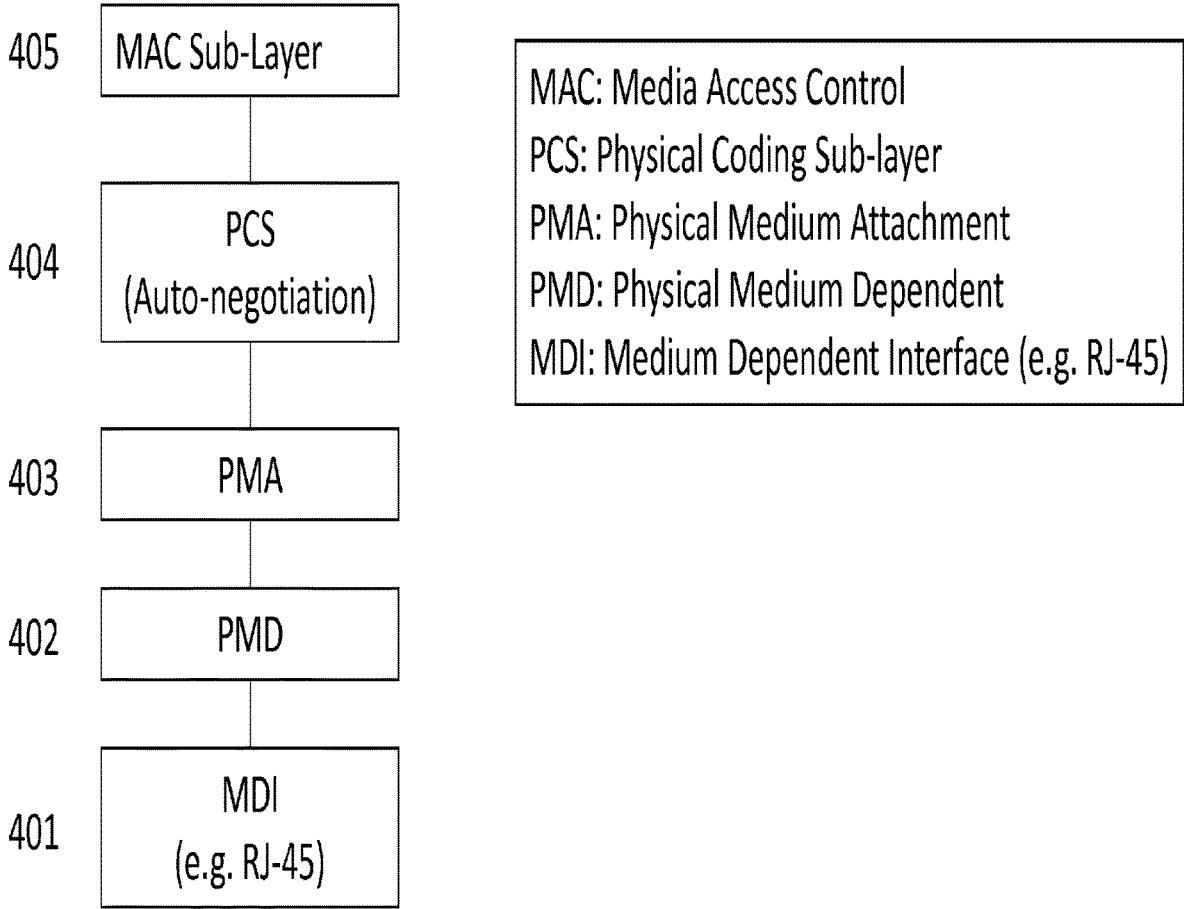 405 MAC Sub-Layer
404 PCS
(Auto-negotiation)
403 PMA
402 PMD
401 MDI
(e.g. RJ-45)
MAC: Media Access Control
PCS: Physical Coding Sub-layer
PMA: Physical Medium Attachment
PMD: Physical Medium Dependent
MDI: Medium Dependent Interface (e.g. RJ-45)